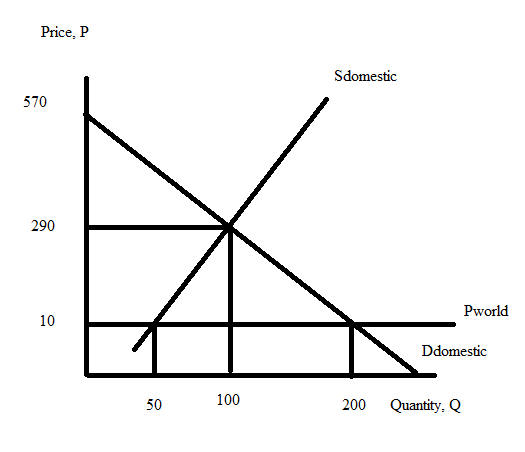 Price, P
Sdomestic
570
290
10
Pworld
Ddomestic
50
100
200
Quantity, Q